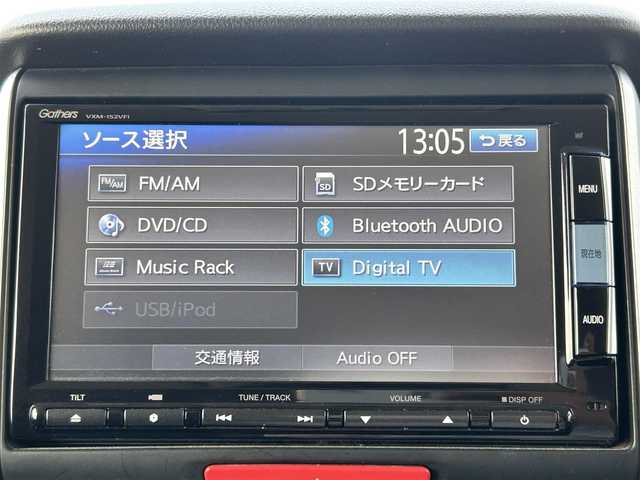 Gathers VXM-152VFi
ソース選択 13:05 戻る
FM/AM FM/AM SD SDメモリーカード
DVD/CD Bluetooth AUDIO
Music Rack TV Digital TV
USB/iPod
交通情報 Audio OFF
MENU
現在地
AUDIO
TILT TUNE / TRACK VOLUME DISP OFF